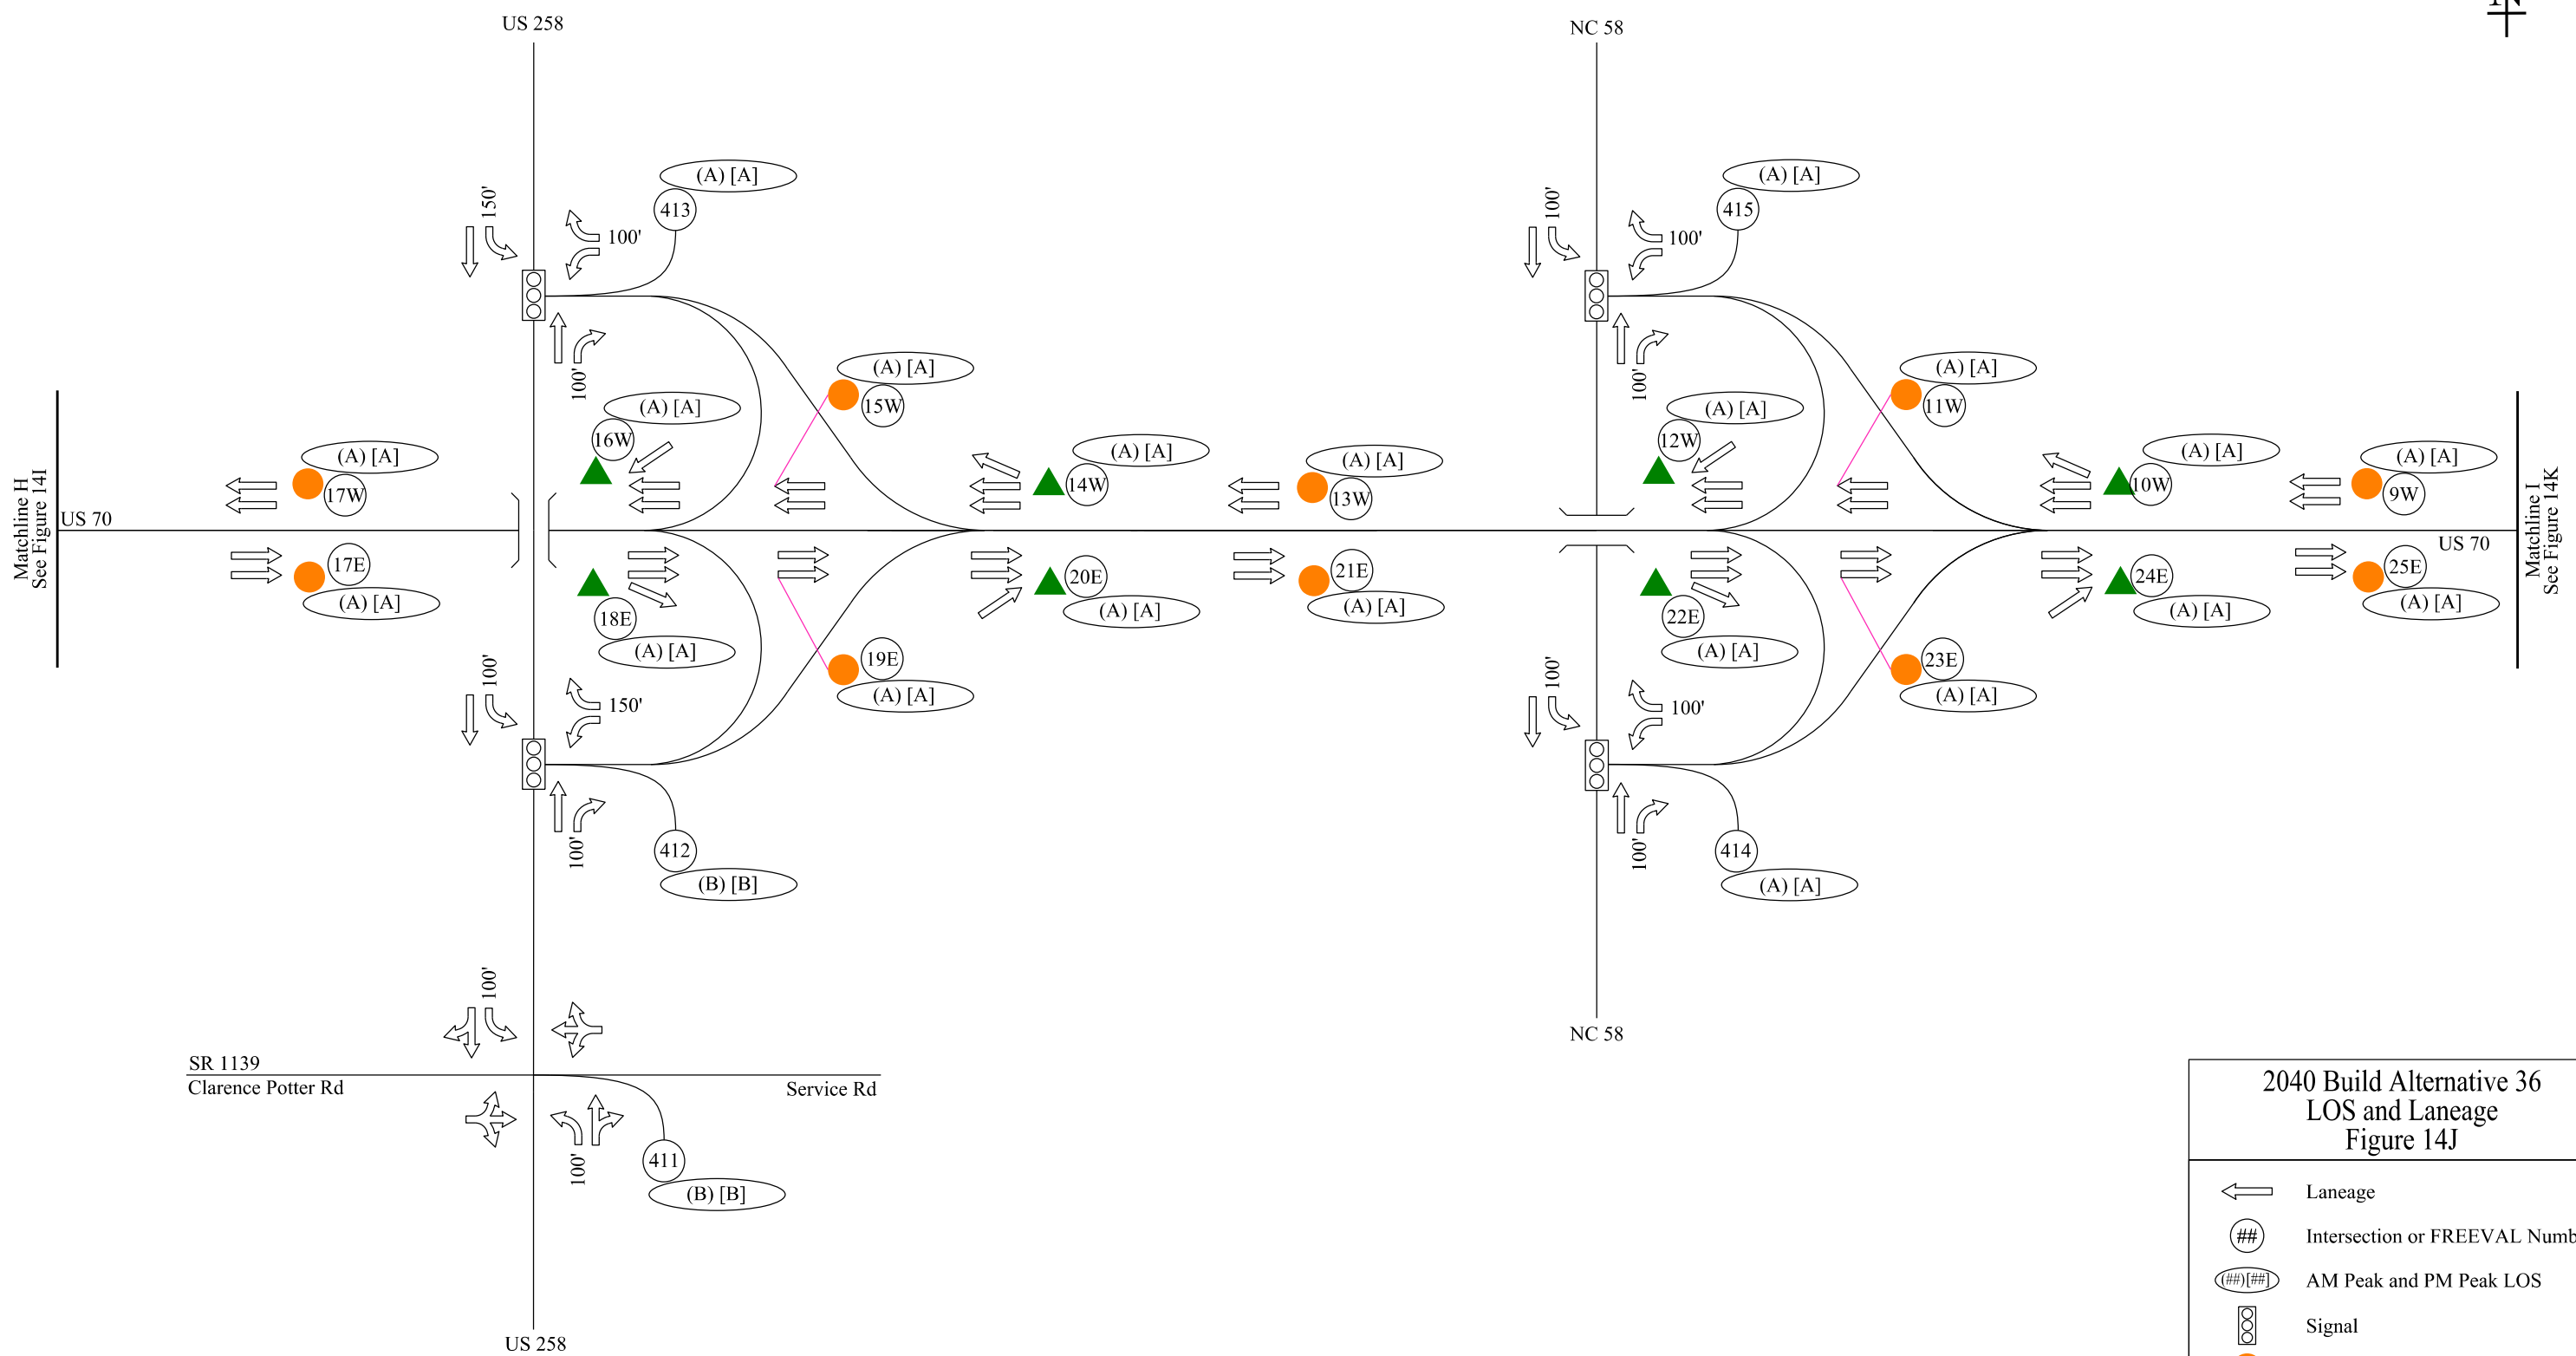 US 258
NC 58
N
(A) [A]
413
150'
100'
100'
(A) [A]
415
100'
100'
100'
(A) [A]
15W
(A) [A]
16W
(A) [A]
11W
(A) [A]
12W
Matchline H
See Figure 14I
US 70
(A) [A]
17W
(A) [A]
14W
(A) [A]
13W
(A) [A]
10W
(A) [A]
9W
US 70
Matchline I
See Figure 14K
17E
(A) [A]
18E
(A) [A]
19E
(A) [A]
20E
(A) [A]
21E
(A) [A]
22E
(A) [A]
23E
(A) [A]
24E
(A) [A]
25E
(A) [A]
100'
150'
100'
412
(B) [B]
100'
100'
100'
414
(A) [A]
NC 58
100'
SR 1139
Clarence Potter Rd
Service Rd
100'
411
(B) [B]
US 258
2040 Build Alternative 36
LOS and Laneage
Figure 14J
Laneage
## Intersection or FREEVAL Numb
(##)[##] AM Peak and PM Peak LOS
Signal